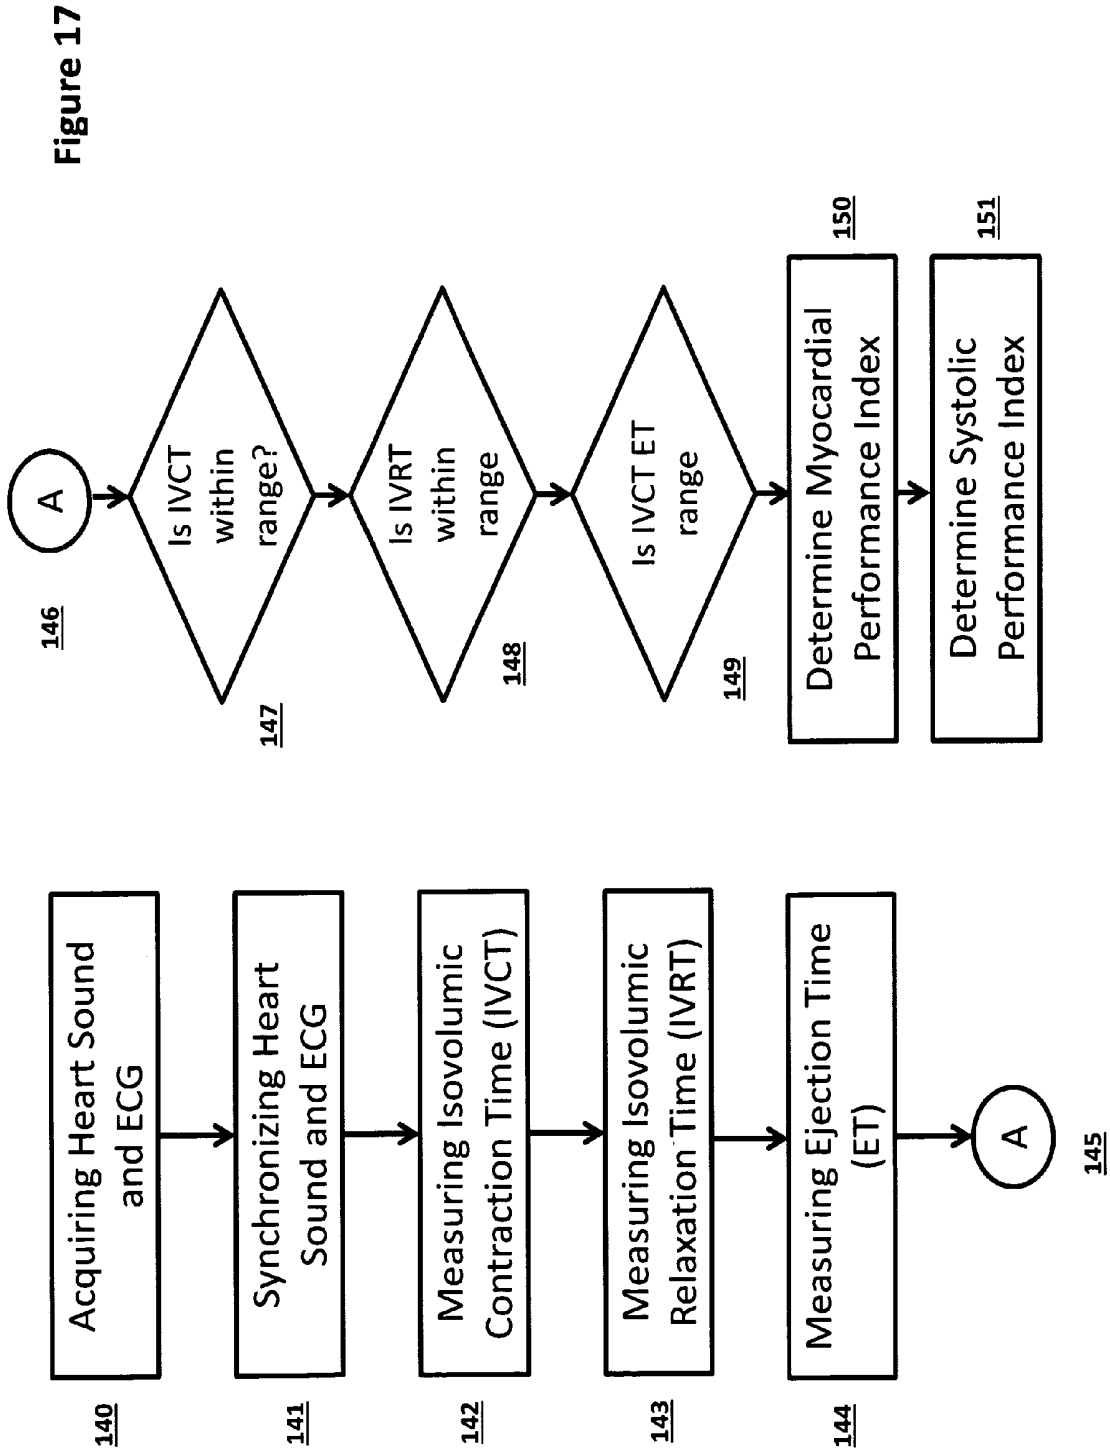 Figure 17
140
Acquiring Heart Sound
and ECG
141
Synchronizing Heart
Sound and ECG
142
Measuring Isovolumic
Contraction Time (IVCT)
143
Measuring Isovolumic
Relaxation Time (IVRT)
144
Measuring Ejection Time
(ET)
A
145
146
A
147
Is IVCT
within
range?
148
Is IVRT
within
range
149
Is IVCT ET
range
Determine Myocardial
Performance Index
150
Determine Systolic
Performance Index
151